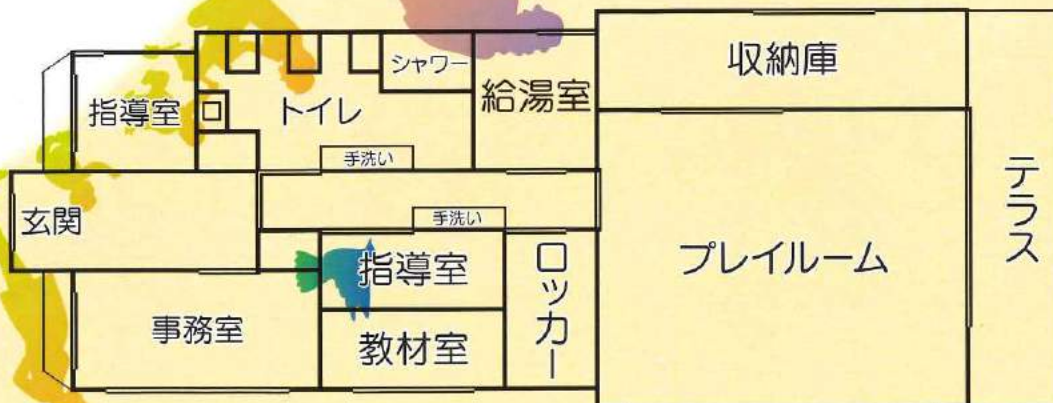 収納庫
シャワー
給湯室
指導室
トイレ
手洗い
玄関
手洗い
テラス
プレイルーム
指導室
ロッカー
事務室
教材室